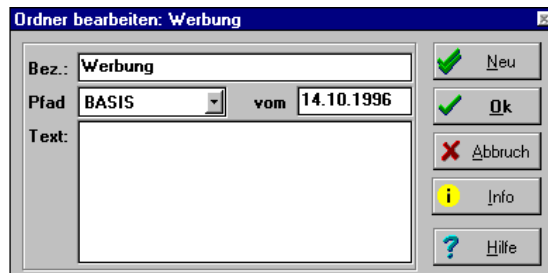 Ordner bearbeiten: Werbung
Bez.: Werbung
Pfad BASIS vom 14.10.1996
Text:
Neu
Ok
Abbruch
Info
Hilfe